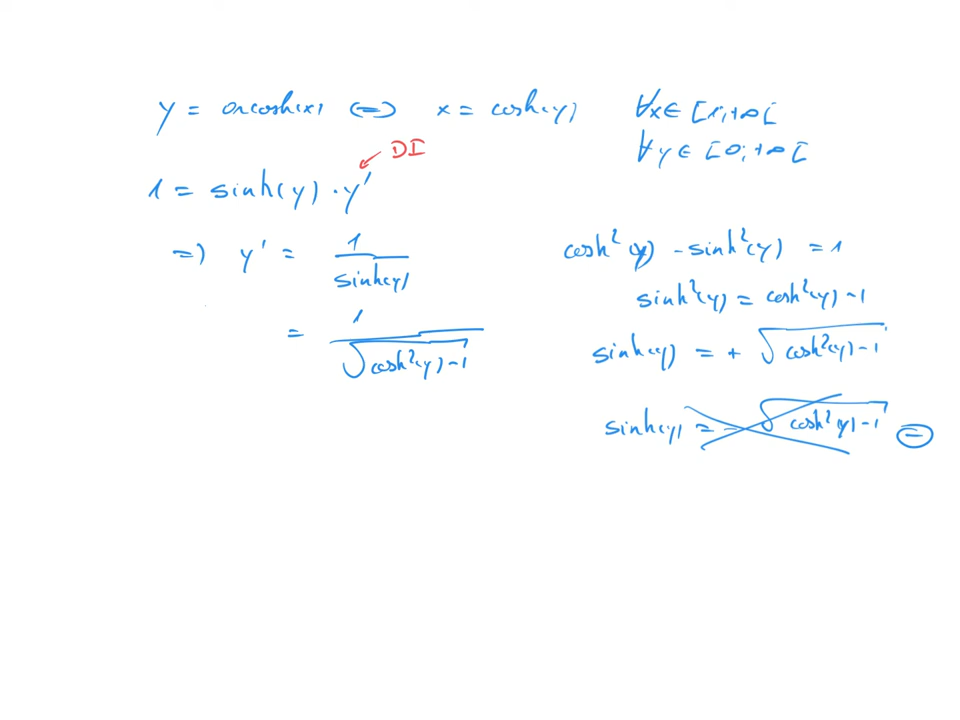 y = arccosh(x) <=> x = cosh(y) ∀x ∈ [1;+∞[
∀y ∈ [0;+∞[
DI
1 = sinh(y) · y'
=> y' = 1/sinh(y)
= 1/√(cosh²(y)-1)
cosh²(y) - sinh²(y) = 1
sinh²(y) = cosh²(y) - 1
sinh(y) = + √(cosh²(y)-1)
sinh(y) = - √(cosh²(y)-1) ⊖